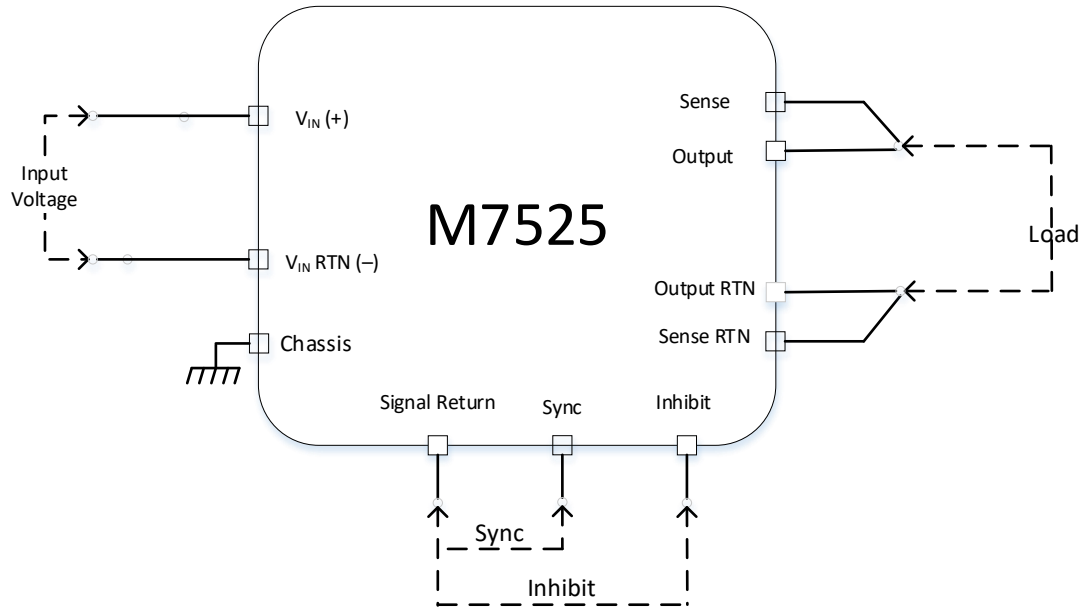 Sense
V_IN (+)
Output
Input
Voltage
M7525
Load
V_IN RTN (–)
Output RTN
Sense RTN
Chassis
Signal Return
Sync
Inhibit
Sync
Inhibit